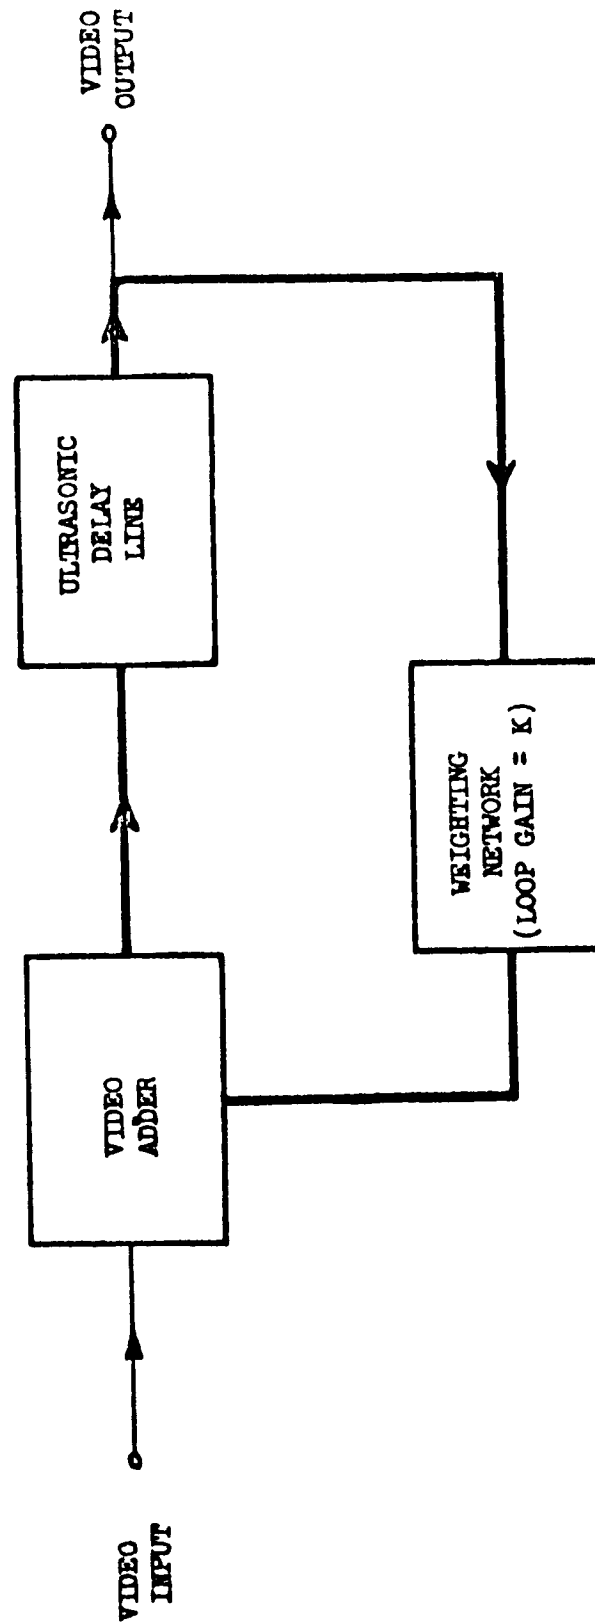 VIDEO
INPUT
VIDEO
ADDER
ULTRASONIC
DELAY
LINE
VIDEO
OUTPUT
WEIGHTING
NETWORK
(LOOP GAIN = K)